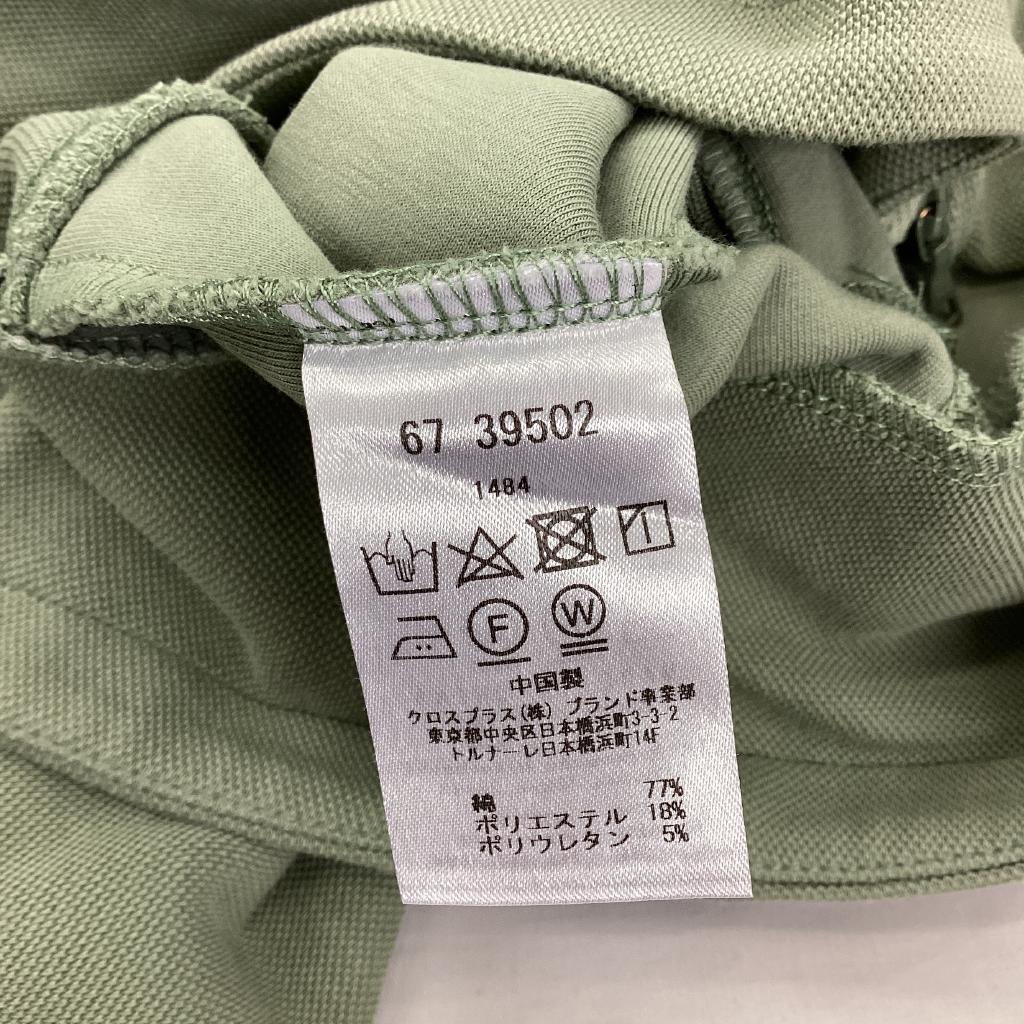 67 39502
1484
F W
中国製
クロスプラス(株) ブランド事業部
東京都中央区日本橋浜町3-3-2
トルナーレ日本橋浜町14F
綿 77%
ポリエステル 18%
ポリウレタン 5%